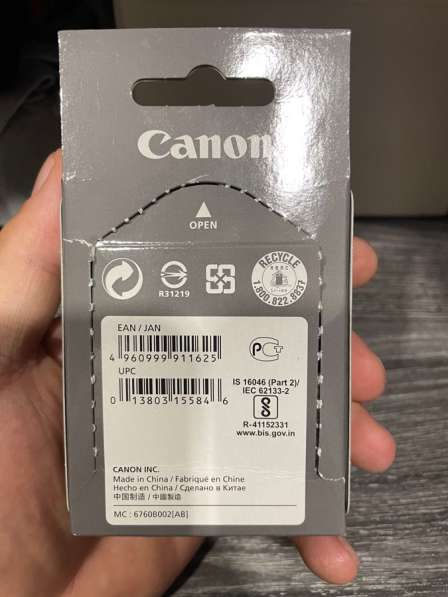 Canon
OPEN
R31219
RECYCLE
1.800.822.8837
EAN / JAN
4 960999 911625
UPC
0 13803 15584 6
IS 16046 (Part 2)/
IEC 62133-2
R-41152331
www.bis.gov.in
CANON INC.
Made in China / Fabriqué en Chine
Hecho en China / Сделано в Китае
中国制造 / 中國製造
MC : 6760B002[AB]